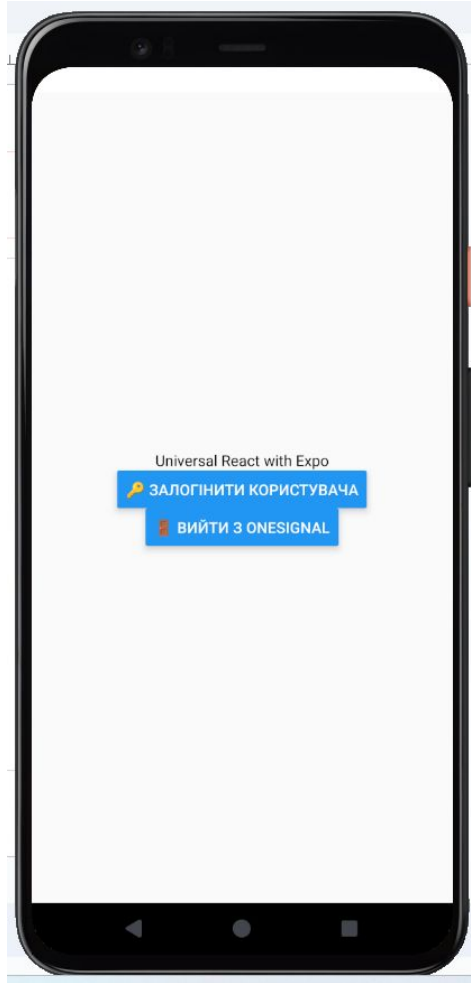 Universal React with Expo
🔑 ЗАЛОГІНИТИ КОРИСТУВАЧА
🚪 ВИЙТИ З ONESIGNAL